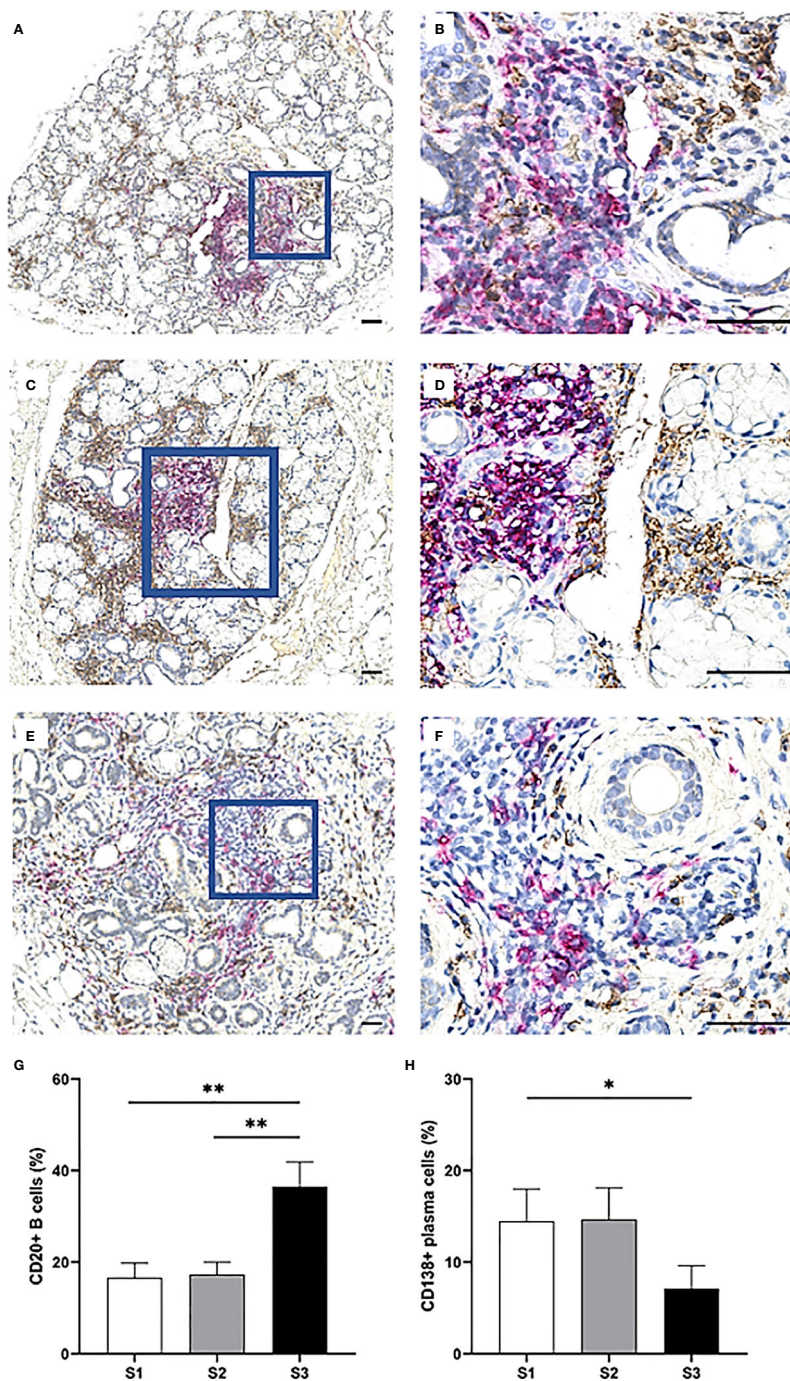 A
B
C
D
E
F
G
H
60
40
20
0
CD20+ B cells (%)
**
**
S1
S2
S3
30
20
10
0
CD138+ plasma cells (%)
*
S1
S2
S3